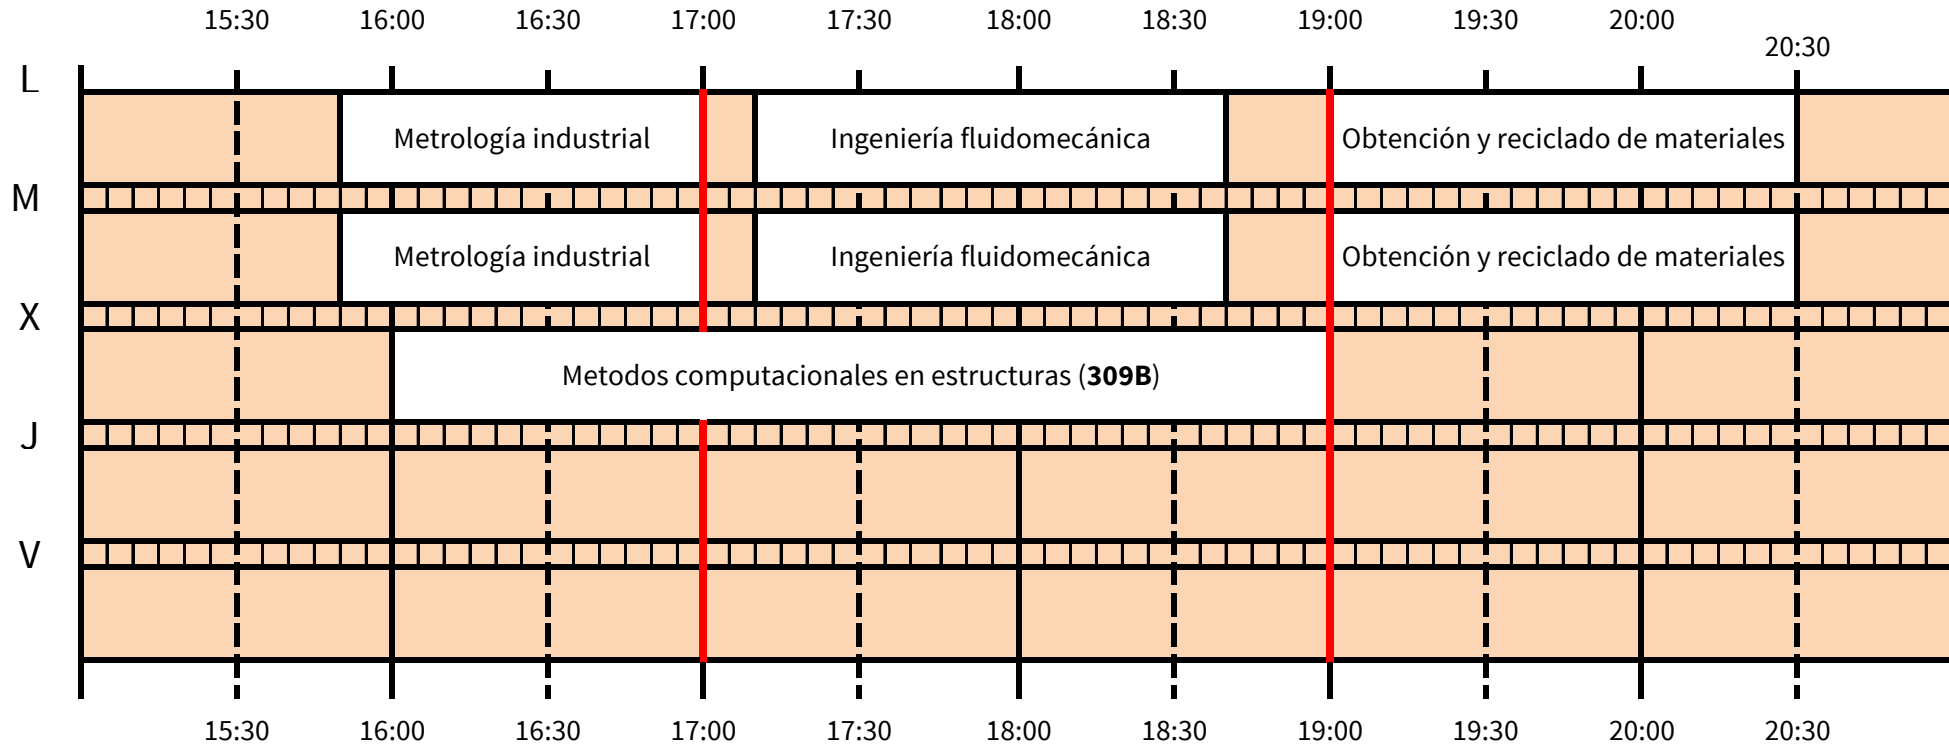 15:30 16:00 16:30 17:00 17:30 18:00 18:30 19:00 19:30 20:00 20:30
L
Metrología industrial Ingeniería fluidomecánica Obtención y reciclado de materiales
M
Metrología industrial Ingeniería fluidomecánica Obtención y reciclado de materiales
X
Metodos computacionales en estructuras (309B)
J
V
15:30 16:00 16:30 17:00 17:30 18:00 18:30 19:00 19:30 20:00 20:30